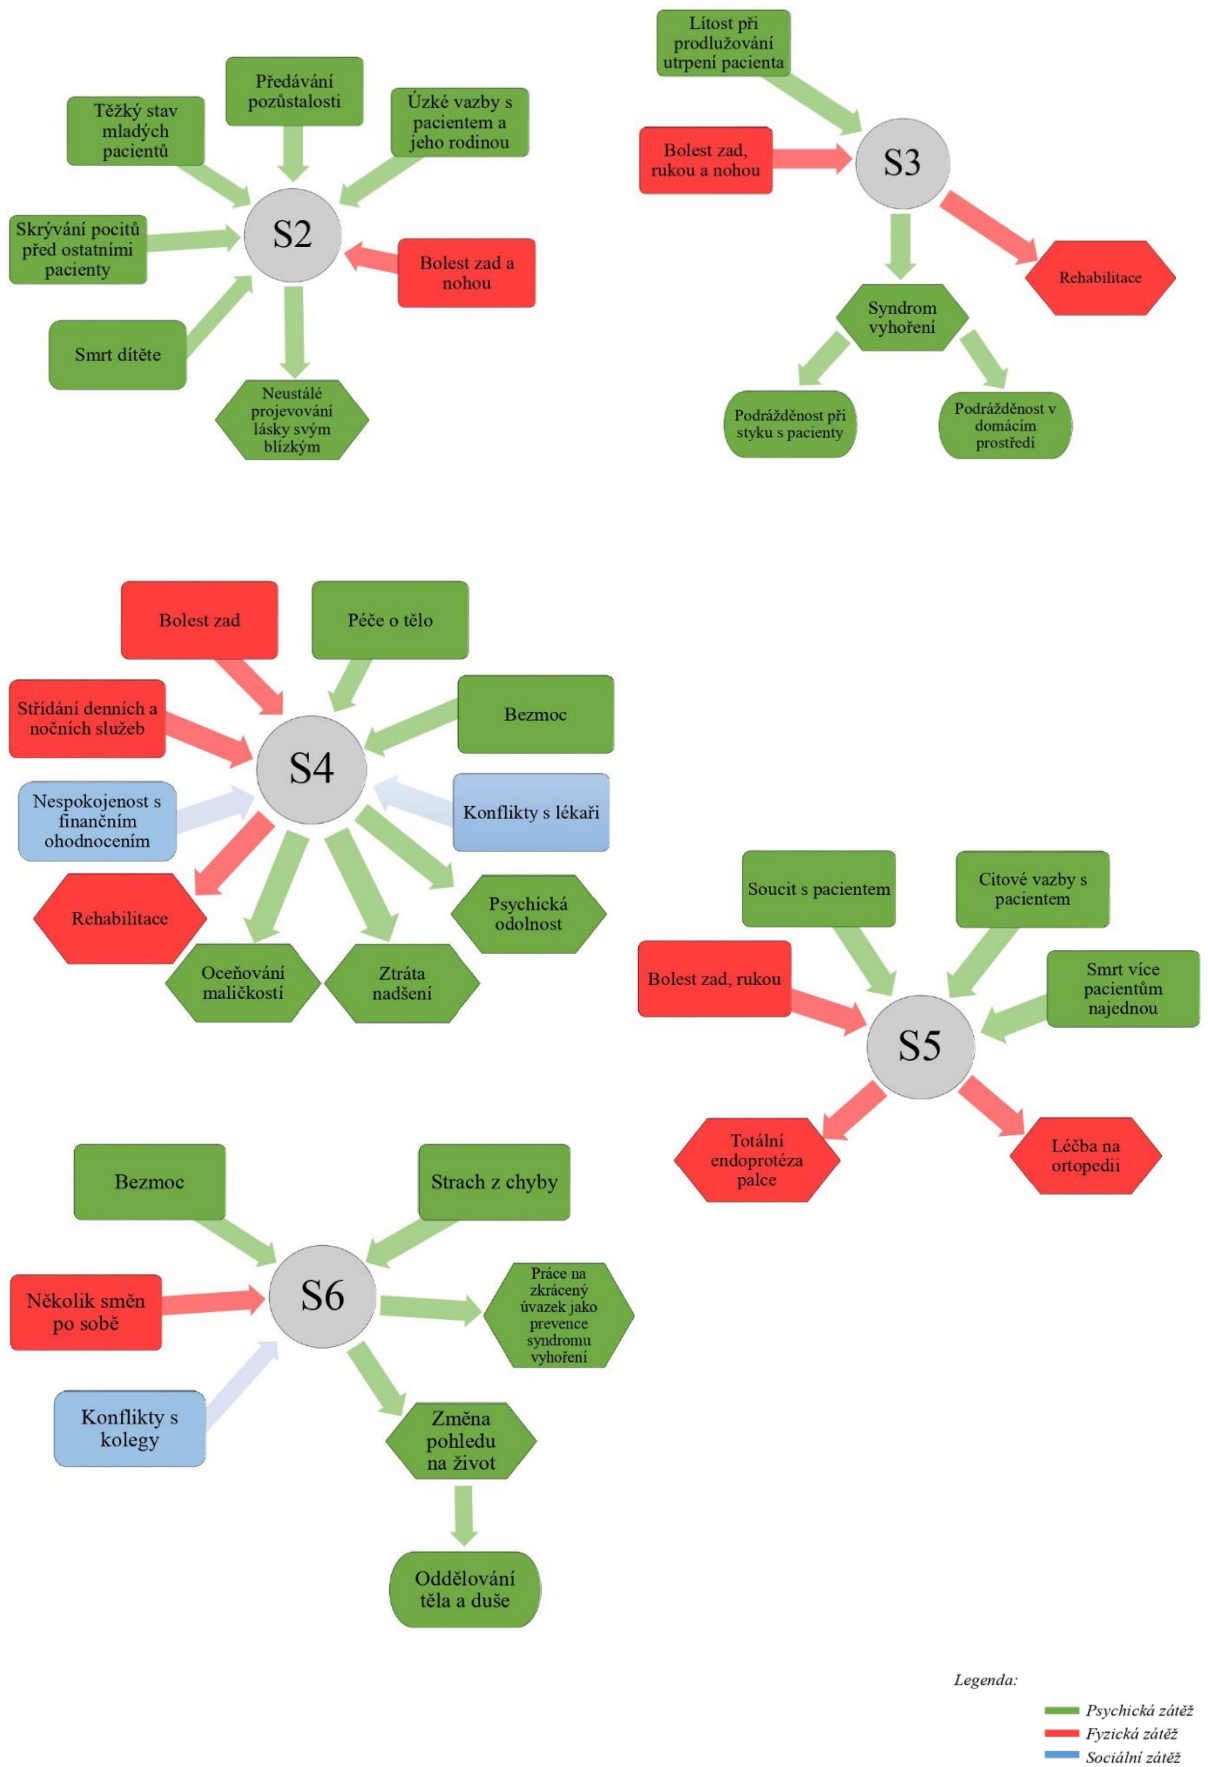 Předávání
pozůstalosti
Těžký stav
mladých
pacientů
Úzké vazby s
pacientem a
jeho rodinou
Skrývání pocitů
před ostatními
pacienty
S2
Bolest zad a
nohou
Smrt dítěte
Neustálé
projevování
lásky svým
blízkým
Lítost při
prodlužování
utrpení pacienta
Bolest zad,
rukou a nohou
S3
Rehabilitace
Syndrom
vyhoření
Podrážděnost při
styku s pacienty
Podrážděnost v
domácím
prostředí
Bolest zad
Péče o tělo
Střídání denních a
nočních služeb
Bezmoc
S4
Nespokojenost s
finančním
ohodnocením
Konflikty s lékaři
Rehabilitace
Oceňování
maličkostí
Ztráta
nadšení
Psychická
odolnost
Soucit s pacientem
Citové vazby s
pacientem
Bolest zad, rukou
Smrt více
pacientům
najednou
S5
Totální
endoprotéza
palce
Léčba na
ortopedii
Bezmoc
Strach z chyby
Několik směn
po sobě
S6
Práce na
zkrácený
úvazek jako
prevence
syndromu
vyhoření
Konflikty s
kolegy
Změna
pohledu
na život
Oddělování
těla a duše
Legenda:
Psychická zátěž
Fyzická zátěž
Sociální zátěž